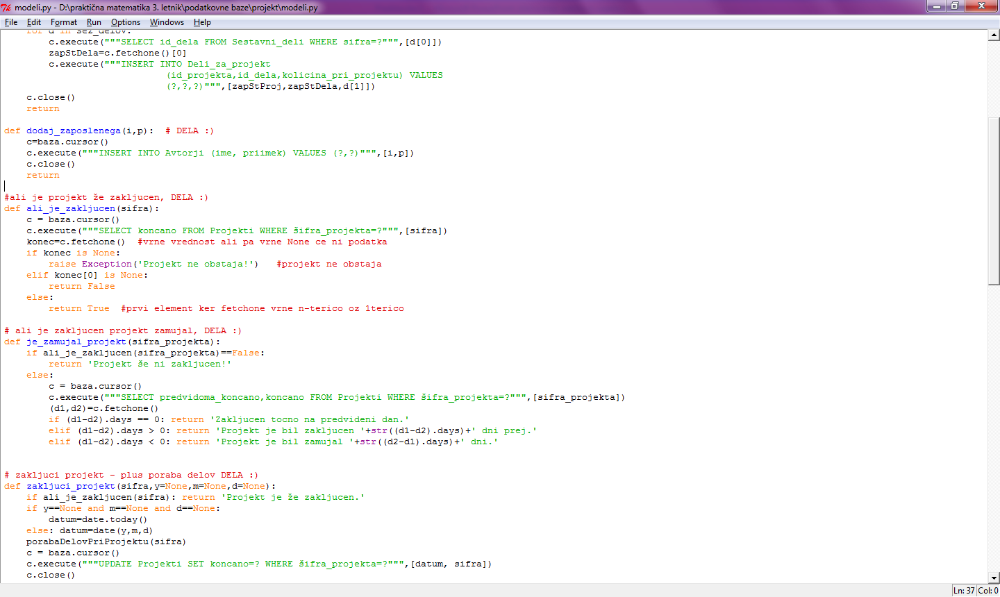 modeli.py - D:\praktična matematika 3. letnik\podatkovne baze\projekt\modeli.py
File Edit Format Run Options Windows Help
for d in sez_delov:
c.execute("""SELECT id_dela FROM Sestavni_deli WHERE sifra=?""",[d[0]])
zapStDela=c.fetchone()[0]
c.execute("""INSERT INTO Deli_za_projekt
(id_projekta,id_dela,kolicina_pri_projektu) VALUES
(?,?,?)""",[zapStProj,zapStDela,d[1]])
c.close()
return
def dodaj_zaposlenega(i,p):  # DELA :)
c=baza.cursor()
c.execute("""INSERT INTO Avtorji (ime, priimek) VALUES (?,?)""",[i,p])
c.close()
return
#ali je projekt že zakljucen, DELA :)
def ali_je_zakljucen(sifra):
c = baza.cursor()
c.execute("""SELECT koncano FROM Projekti WHERE šifra_projekta=?""",[sifra])
konec=c.fetchone()  #vrne vrednost ali pa vrne None ce ni podatka
if konec is None:
raise Exception('Projekt ne obstaja!')   #projekt ne obstaja
elif konec[0] is None:
return False
else:
return True  #prvi element ker fetchone vrne n-terico oz 1terico
# ali je zakljucen projekt zamujal, DELA :)
def je_zamujal_projekt(sifra_projekta):
if ali_je_zakljucen(sifra_projekta)==False:
return 'Projekt še ni zakljucen!'
else:
c = baza.cursor()
c.execute("""SELECT predvidoma_koncano,koncano FROM Projekti WHERE šifra_projekta=?""",[sifra_projekta])
(d1,d2)=c.fetchone()
if (d1-d2).days == 0: return 'Zakljucen tocno na predvideni dan.'
elif (d1-d2).days > 0: return 'Projekt je bil zakljucen '+str((d1-d2).days)+' dni prej.'
elif (d1-d2).days < 0: return 'Projekt je bil zamujal '+str((d2-d1).days)+' dni.'
# zakljuci projekt - plus poraba delov DELA :)
def zakljuci_projekt(sifra,y=None,m=None,d=None):
if ali_je_zakljucen(sifra): return 'Projekt je že zakljucen.'
if y==None and m==None and d==None:
datum=date.today()
else: datum=date(y,m,d)
porabaDelovPriProjektu(sifra)
c = baza.cursor()
c.execute("""UPDATE Projekti SET koncano=? WHERE šifra_projekta=?""",[datum, sifra])
c.close()
Ln: 37 Col: 0